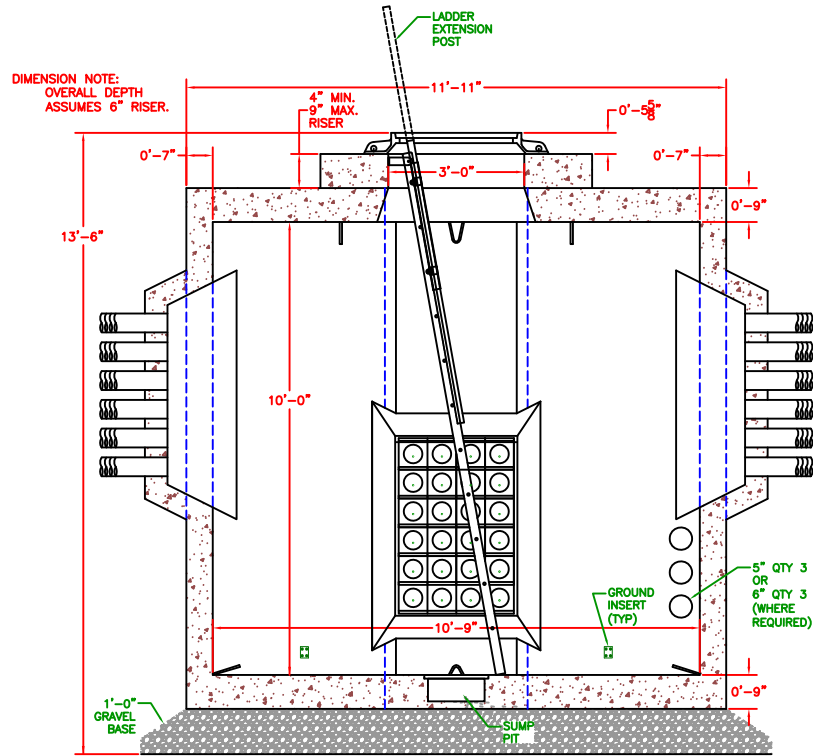 LADDER
EXTENSION
POST
DIMENSION NOTE:
OVERALL DEPTH
ASSUMES 6" RISER.
11'-11"
4" MIN.
9" MAX.
RISER
0'-5 5/8"
0'-7"
3'-0"
0'-7"
0'-9"
13'-6"
10'-0"
5" QTY 3
OR
6" QTY 3
(WHERE
REQUIRED)
GROUND
INSERT
(TYP)
10'-9"
0'-9"
1'-0"
GRAVEL
BASE
SUMP
PIT